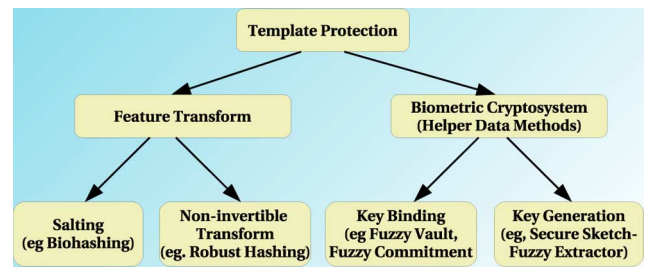 Template Protection
Feature Transform
Biometric Cryptosystem
(Helper Data Methods)
Salting
(eg Biohashing)
Non-invertible
Transform
(eg. Robust Hashing)
Key Binding
(eg Fuzzy Vault,
Fuzzy Commitment
Key Generation
(eg, Secure Sketch-
Fuzzy Extractor)